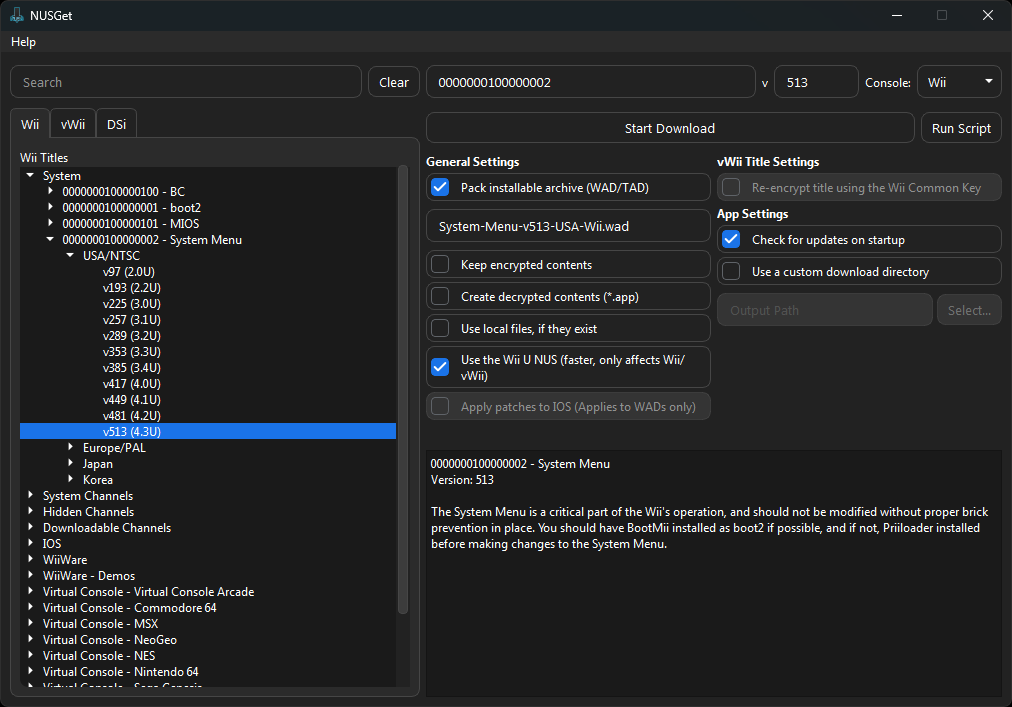 NUSGet
Help
Search
Clear
0000000100000002
v
513
Console:
Wii
Wii
vWii
DSi
Start Download
Run Script
Wii Titles
System
0000000100000100 - BC
0000000100000001 - boot2
0000000100000101 - MIOS
0000000100000002 - System Menu
USA/NTSC
v97 (2.0U)
v193 (2.2U)
v225 (3.0U)
v257 (3.1U)
v289 (3.2U)
v353 (3.3U)
v385 (3.4U)
v417 (4.0U)
v449 (4.1U)
v481 (4.2U)
v513 (4.3U)
Europe/PAL
Japan
Korea
System Channels
Hidden Channels
Downloadable Channels
IOS
WiiWare
WiiWare - Demos
Virtual Console - Virtual Console Arcade
Virtual Console - Commodore 64
Virtual Console - MSX
Virtual Console - NeoGeo
Virtual Console - NES
Virtual Console - Nintendo 64
Virtual Console - Sega Genesis
General Settings
Pack installable archive (WAD/TAD)
System-Menu-v513-USA-Wii.wad
Keep encrypted contents
Create decrypted contents (*.app)
Use local files, if they exist
Use the Wii U NUS (faster, only affects Wii/
vWii)
Apply patches to IOS (Applies to WADs only)
vWii Title Settings
Re-encrypt title using the Wii Common Key
App Settings
Check for updates on startup
Use a custom download directory
Output Path
Select...
0000000100000002 - System Menu
Version: 513
The System Menu is a critical part of the Wii's operation, and should not be modified without proper brick
prevention in place. You should have BootMii installed as boot2 if possible, and if not, Priiloader installed
before making changes to the System Menu.